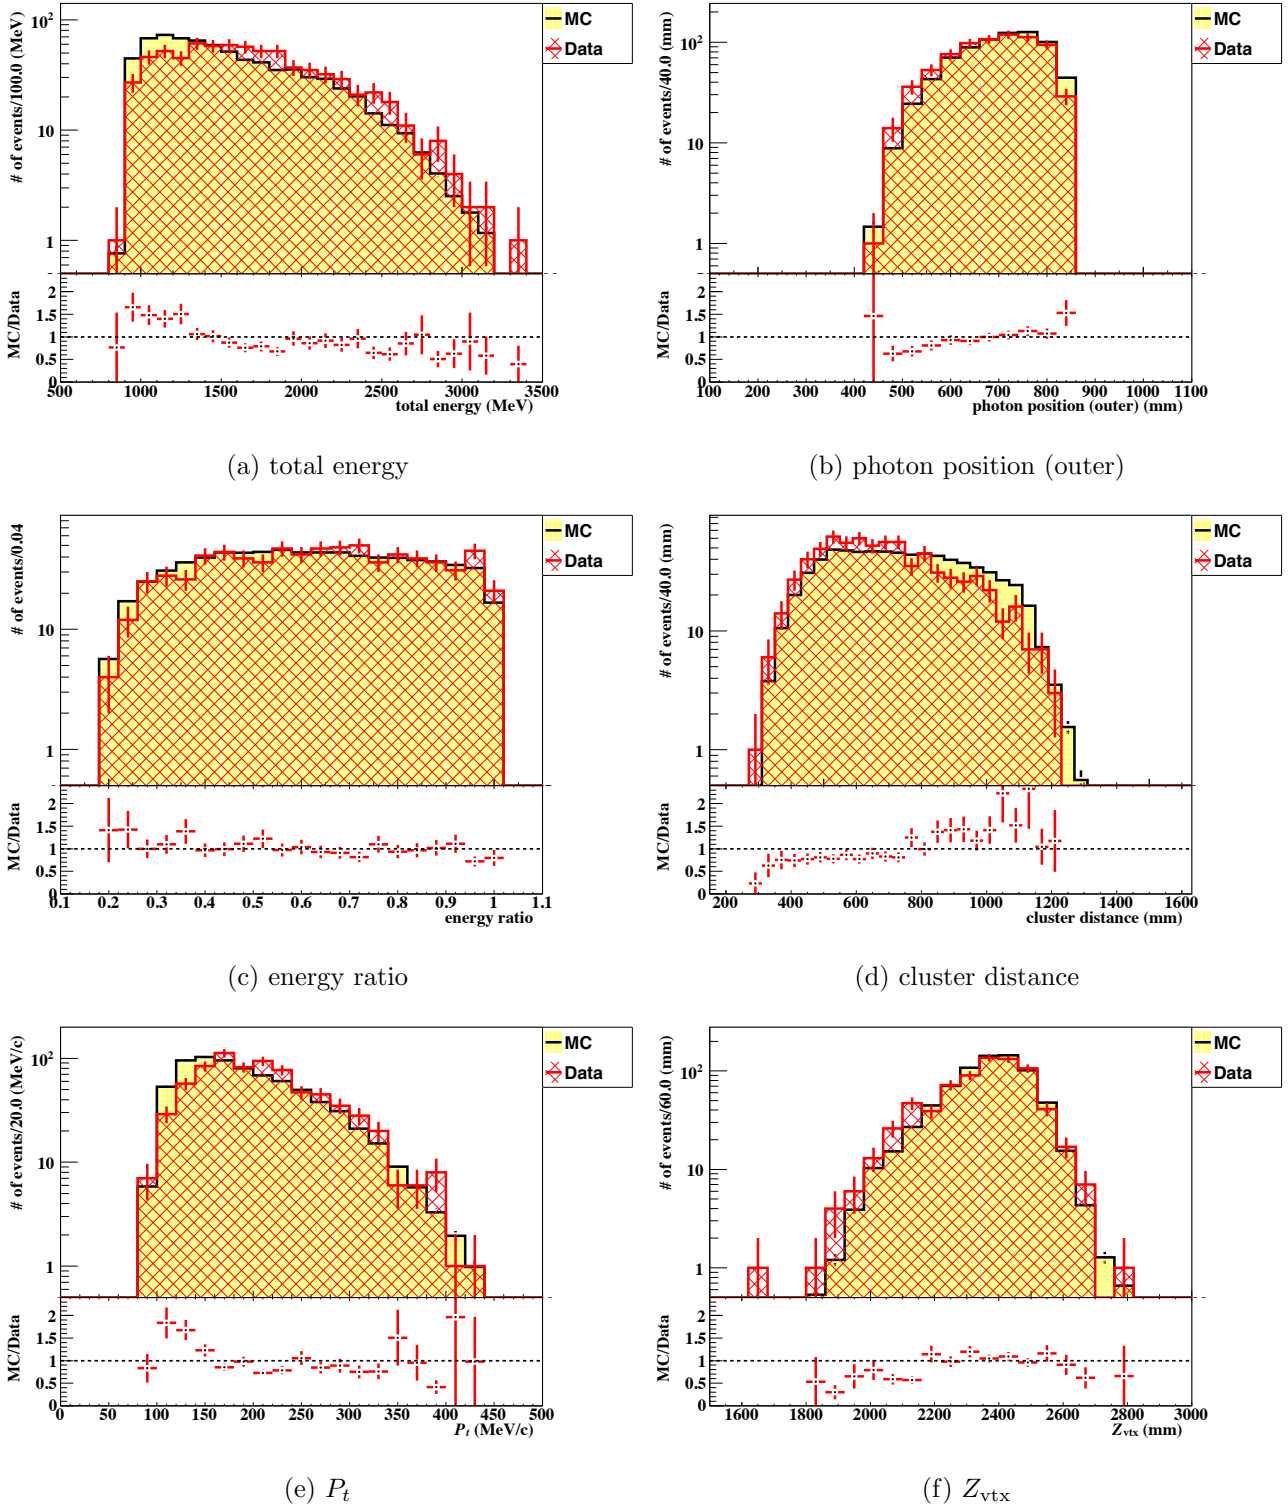 # of events/100.0 (MeV)
10²
10
1
MC
Data
MC/Data
2
1.5
1
0.5
0
500 1000 1500 2000 2500 3000 3500
total energy (MeV)
(a) total energy
# of events/40.0 (mm)
10²
10
1
MC
Data
MC/Data
2
1.5
1
0.5
0
100 200 300 400 500 600 700 800 900 1000 1100
photon position (outer) (mm)
(b) photon position (outer)
# of events/0.04
10
1
MC
Data
MC/Data
2
1.5
1
0.5
0
0.1 0.2 0.3 0.4 0.5 0.6 0.7 0.8 0.9 1 1.1
energy ratio
(c) energy ratio
# of events/40.0 (mm)
10
1
MC
Data
MC/Data
2
1.5
1
0.5
0
200 400 600 800 1000 1200 1400 1600
cluster distance (mm)
(d) cluster distance
# of events/20.0 (MeV/c)
10²
10
1
MC
Data
MC/Data
2
1.5
1
0.5
0
0 50 100 150 200 250 300 350 400 450 500
Pt (MeV/c)
(e) Pt
# of events/60.0 (mm)
10²
10
1
MC
Data
MC/Data
2
1.5
1
0.5
0
1600 1800 2000 2200 2400 2600 2800 3000
Zvtx (mm)
(f) Zvtx